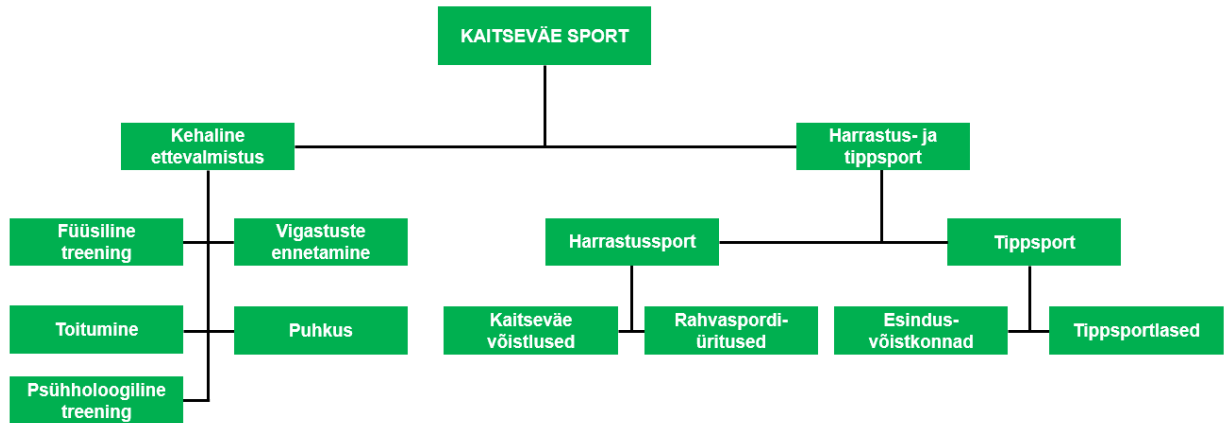 KAITSEVÄE SPORT
Kehaline
ettevalmistus
Harrastus- ja
tippsport
Füüsiline
treening
Vigastuste
ennetamine
Harrastussport
Tippsport
Toitumine
Puhkus
Kaitseväe
võistlused
Rahvaspordi-
üritused
Esindus-
võistkonnad
Tippsportlased
Psühholoogiline
treening